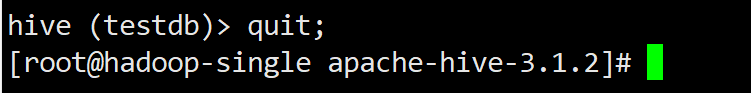 hive (testdb)> quit;
[root@hadoop-single apache-hive-3.1.2]#